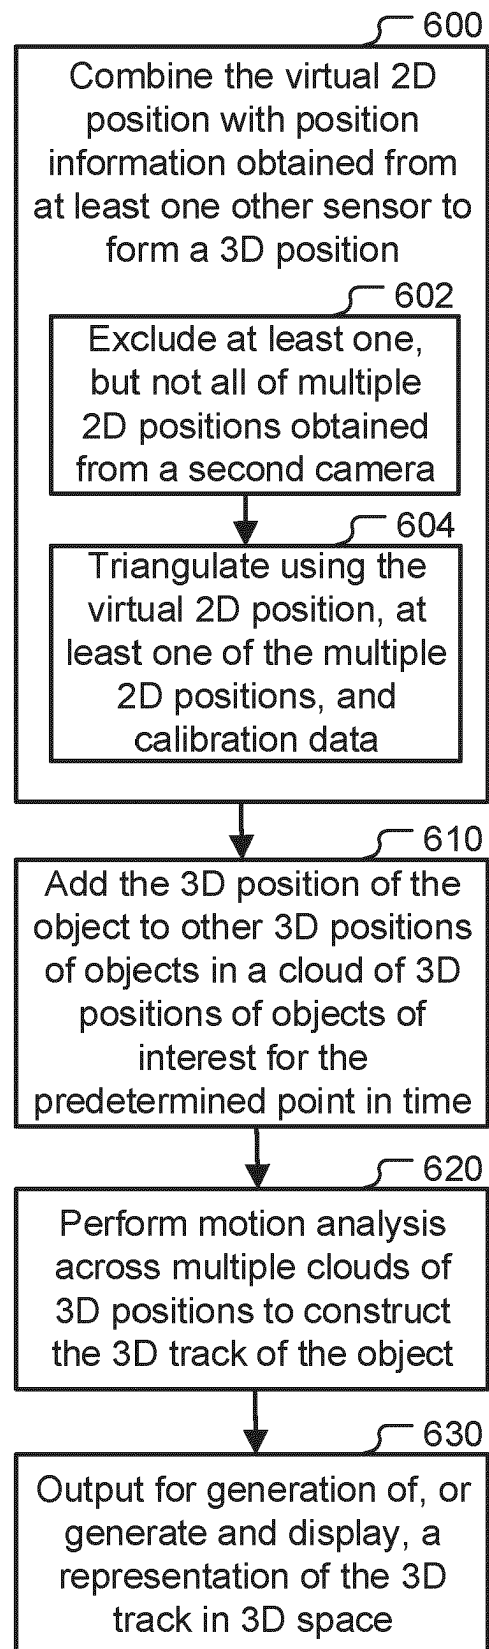 600
Combine the virtual 2D
position with position
information obtained from
at least one other sensor to
form a 3D position
602
Exclude at least one,
but not all of multiple
2D positions obtained
from a second camera
604
Triangulate using the
virtual 2D position, at
least one of the multiple
2D positions, and
calibration data
610
Add the 3D position of the
object to other 3D positions
of objects in a cloud of 3D
positions of objects of
interest for the
predetermined point in time
620
Perform motion analysis
across multiple clouds of
3D positions to construct
the 3D track of the object
630
Output for generation of, or
generate and display, a
representation of the 3D
track in 3D space